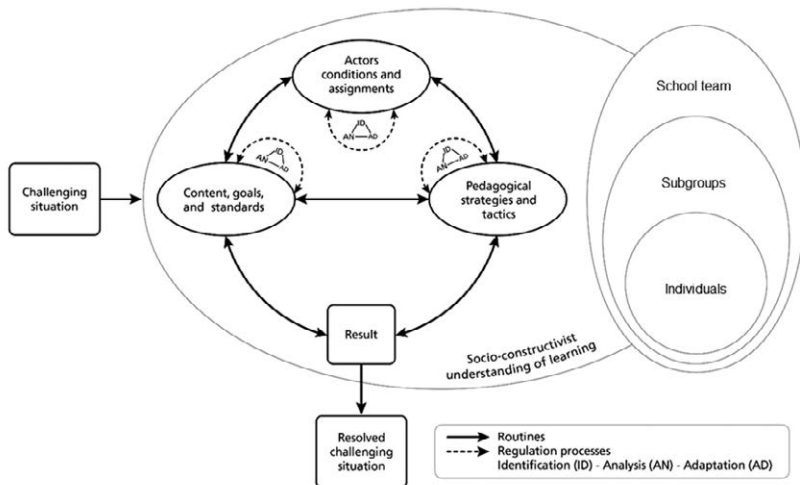 Actors
conditions and
assignments
School team
ID
AN
AD
ID
AN
AD
ID
AN
AD
Challenging
situation
Content, goals,
and standards
Pedagogical
strategies and
tactics
Subgroups
Individuals
Result
Socio-constructivist
understanding of learning
Resolved
challenging
situation
Routines
Regulation processes
Identification (ID) - Analysis (AN) - Adaptation (AD)